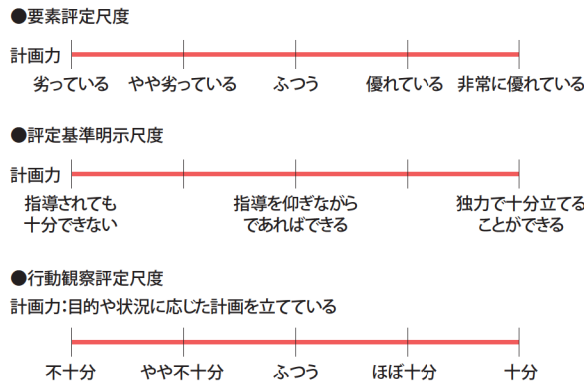 ●要素評定尺度
計画力
劣っている やや劣っている ふつう 優れている 非常に優れている
●評定基準明示尺度
計画力
指導されても 指導を仰ぎながら 独力で十分立てる
十分できない であればできる ことができる
●行動観察評定尺度
計画力:目的や状況に応じた計画を立てている
不十分 やや不十分 ふつう ほぼ十分 十分